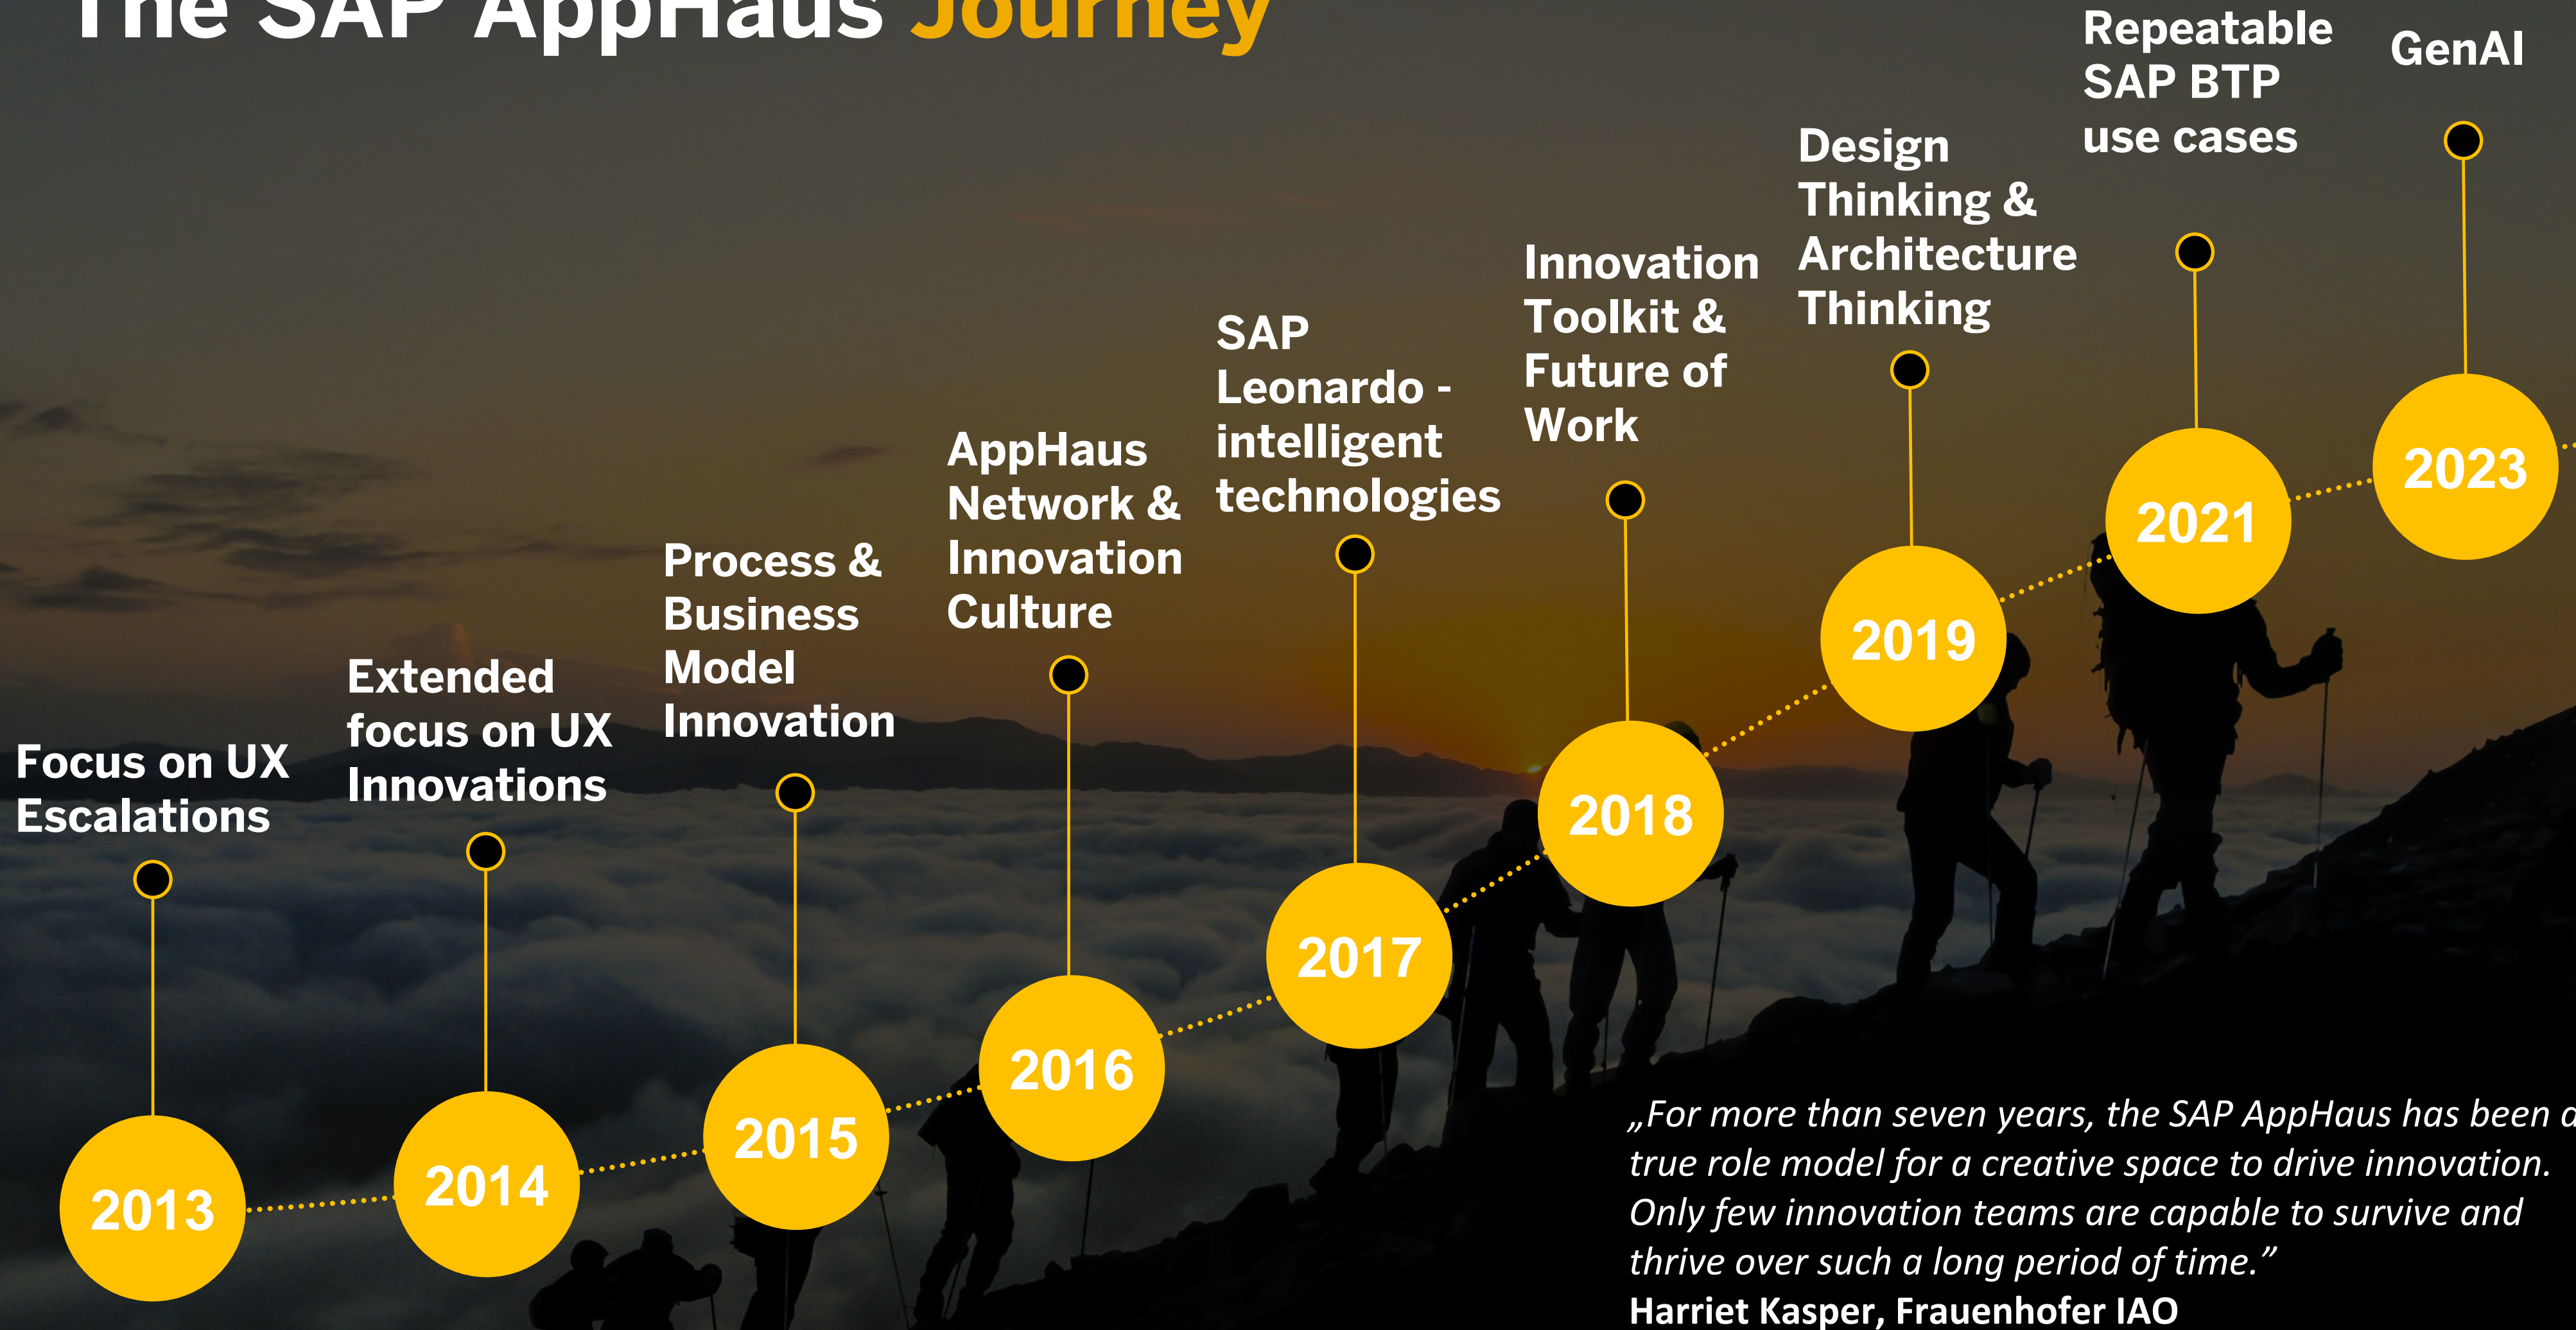 The SAP AppHaus Journey
Focus on UX
Escalations
2013
Extended
focus on UX
Innovations
2014
Process &
Business
Model
Innovation
2015
AppHaus
Network &
Innovation
Culture
2016
SAP
Leonardo -
intelligent
technologies
2017
Innovation
Toolkit &
Future of
Work
2018
Design
Thinking &
Architecture
Thinking
2019
Repeatable
SAP BTP
use cases
2021
GenAI
2023
„For more than seven years, the SAP AppHaus has been a
true role model for a creative space to drive innovation.
Only few innovation teams are capable to survive and
thrive over such a long period of time.”
Harriet Kasper, Frauenhofer IAO